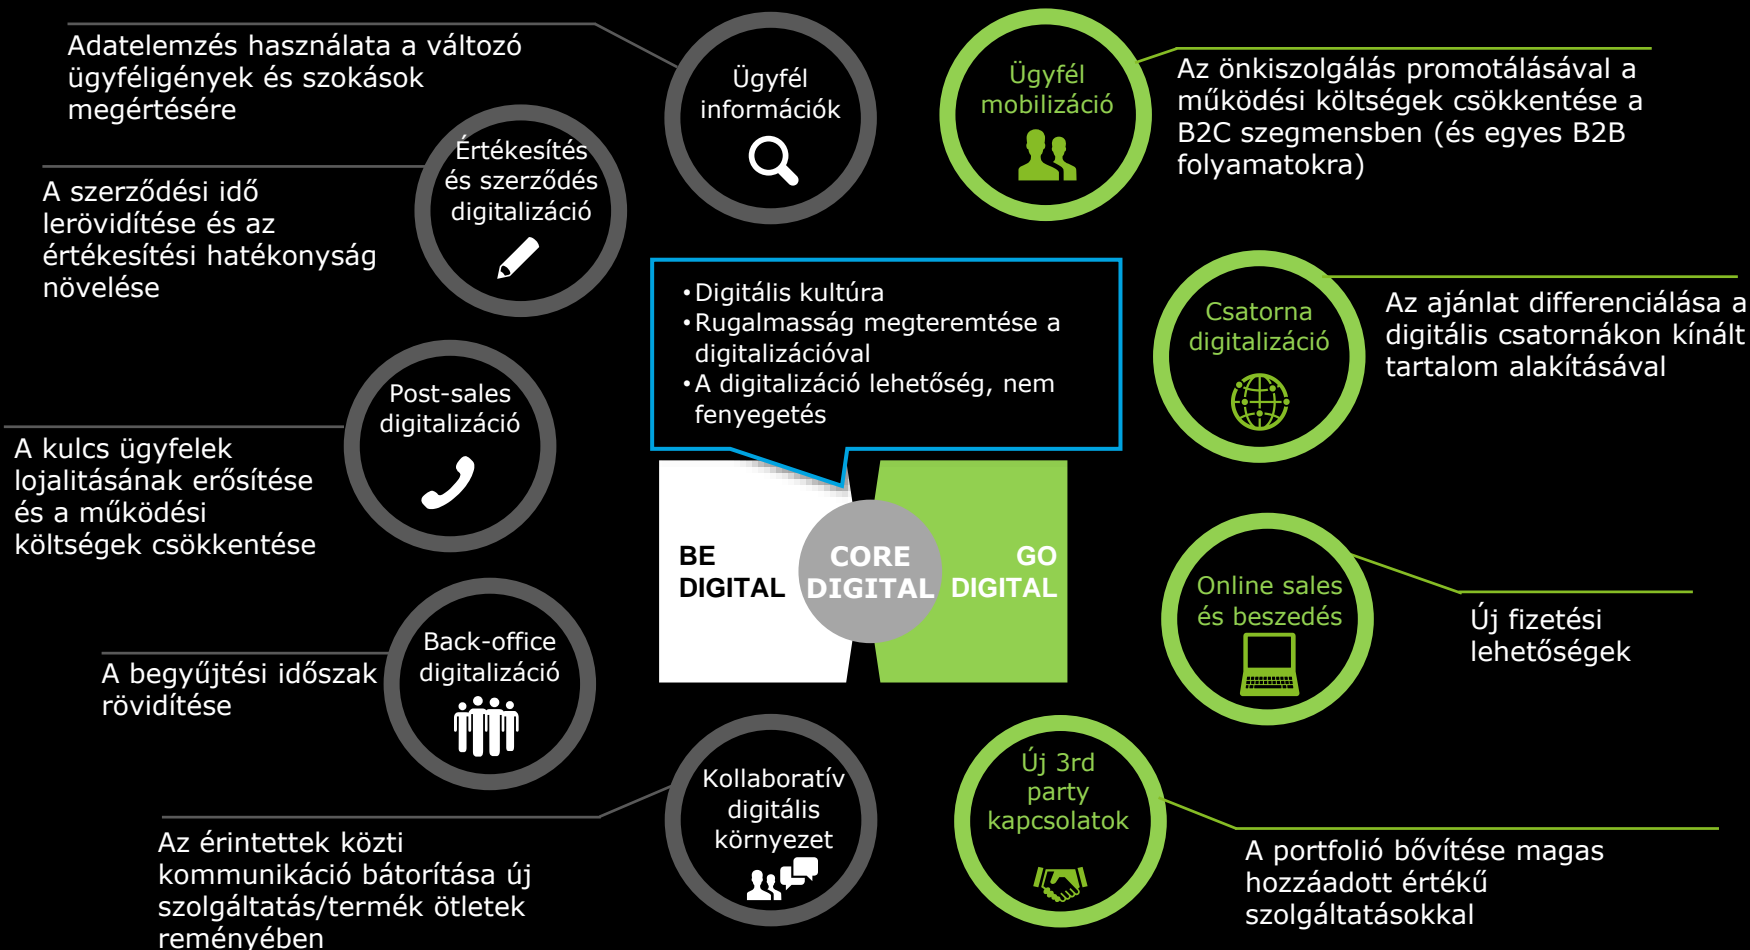 Adatelemzés használata a változó
ügyféligények és szokások
megértésére
Ügyfél
információk
Ügyfél
mobilizáció
Az önkiszolgálás promotálásával a
működési költségek csökkentése a
B2C szegmensben (és egyes B2B
folyamatokra)
A szerződési idő
lerövidítése és az
értékesítési hatékonyság
növelése
Értékesítés
és szerződés
digitalizáció
•Digitális kultúra
•Rugalmasság megteremtése a
digitalizációval
•A digitalizáció lehetőség, nem
fenyegetés
Csatorna
digitalizáció
Az ajánlat differenciálása a
digitális csatornákon kínált
tartalom alakításával
A kulcs ügyfelek
lojalitásának erősítése
és a működési
költségek csökkentése
Post-sales
digitalizáció
BE
DIGITAL
CORE
DIGITAL
GO
DIGITAL
Online sales
és beszedés
Új fizetési
lehetőségek
A begyűjtési időszak
rövidítése
Back-office
digitalizáció
Az érintettek közti
kommunikáció bátorítása új
szolgáltatás/termék ötletek
reményében
Kollaboratív
digitális
környezet
Új 3rd
party
kapcsolatok
A portfolió bővítése magas
hozzáadott értékű
szolgáltatásokkal